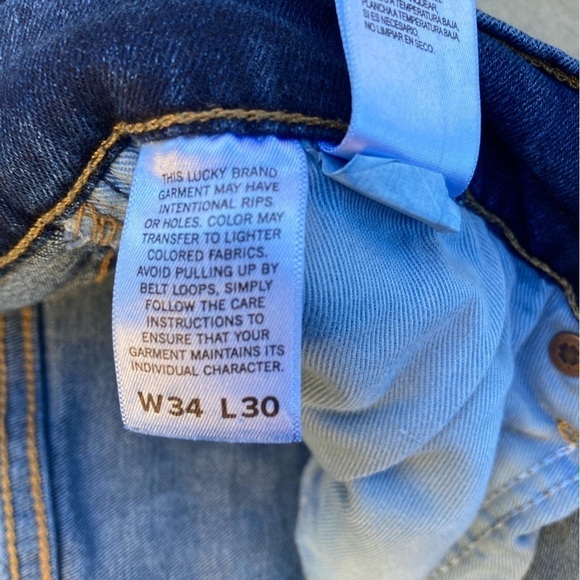 PLANCHA A TEMPERATURA BAJA,
SI ES NECESARIO
NO LIMPIAR EN SECO.
THIS LUCKY BRAND
GARMENT MAY HAVE
INTENTIONAL RIPS
OR HOLES. COLOR MAY
TRANSFER TO LIGHTER
COLORED FABRICS.
AVOID PULLING UP BY
BELT LOOPS, SIMPLY
FOLLOW THE CARE
INSTRUCTIONS TO
ENSURE THAT YOUR
GARMENT MAINTAINS ITS
INDIVIDUAL CHARACTER.
W34 L30